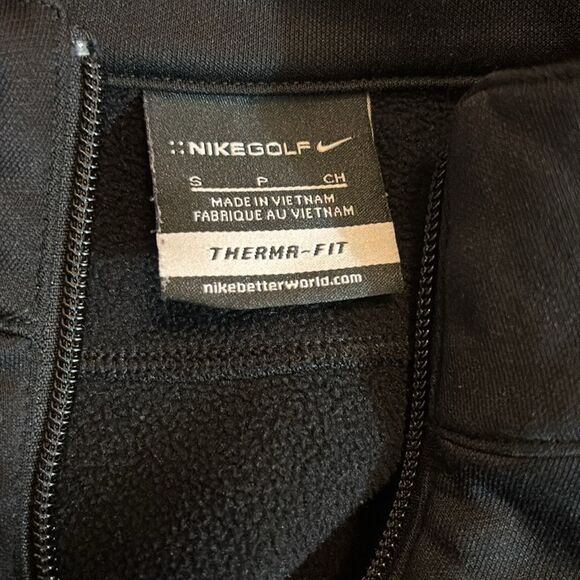 NIKEGOLF
S P CH
MADE IN VIETNAM
FABRIQUE AU VIETNAM
THERMA-FIT
nikebetterworld.com